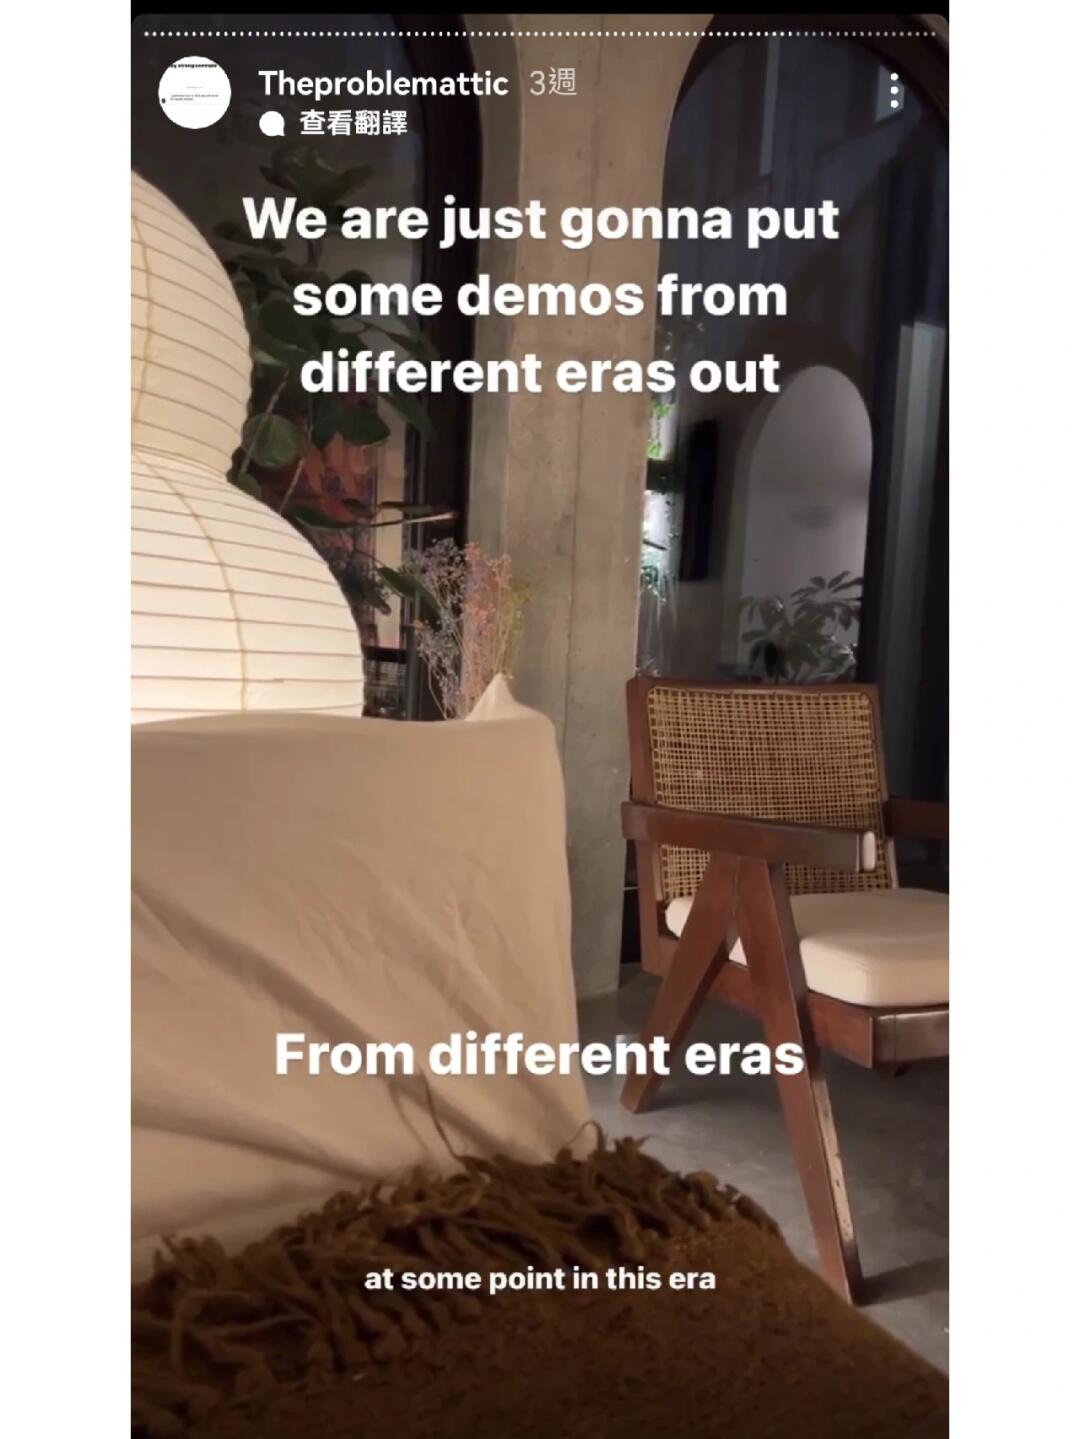 Theproblemattic 3週
查看翻譯
We are just gonna put
some demos from
different eras out
From different eras
at some point in this era